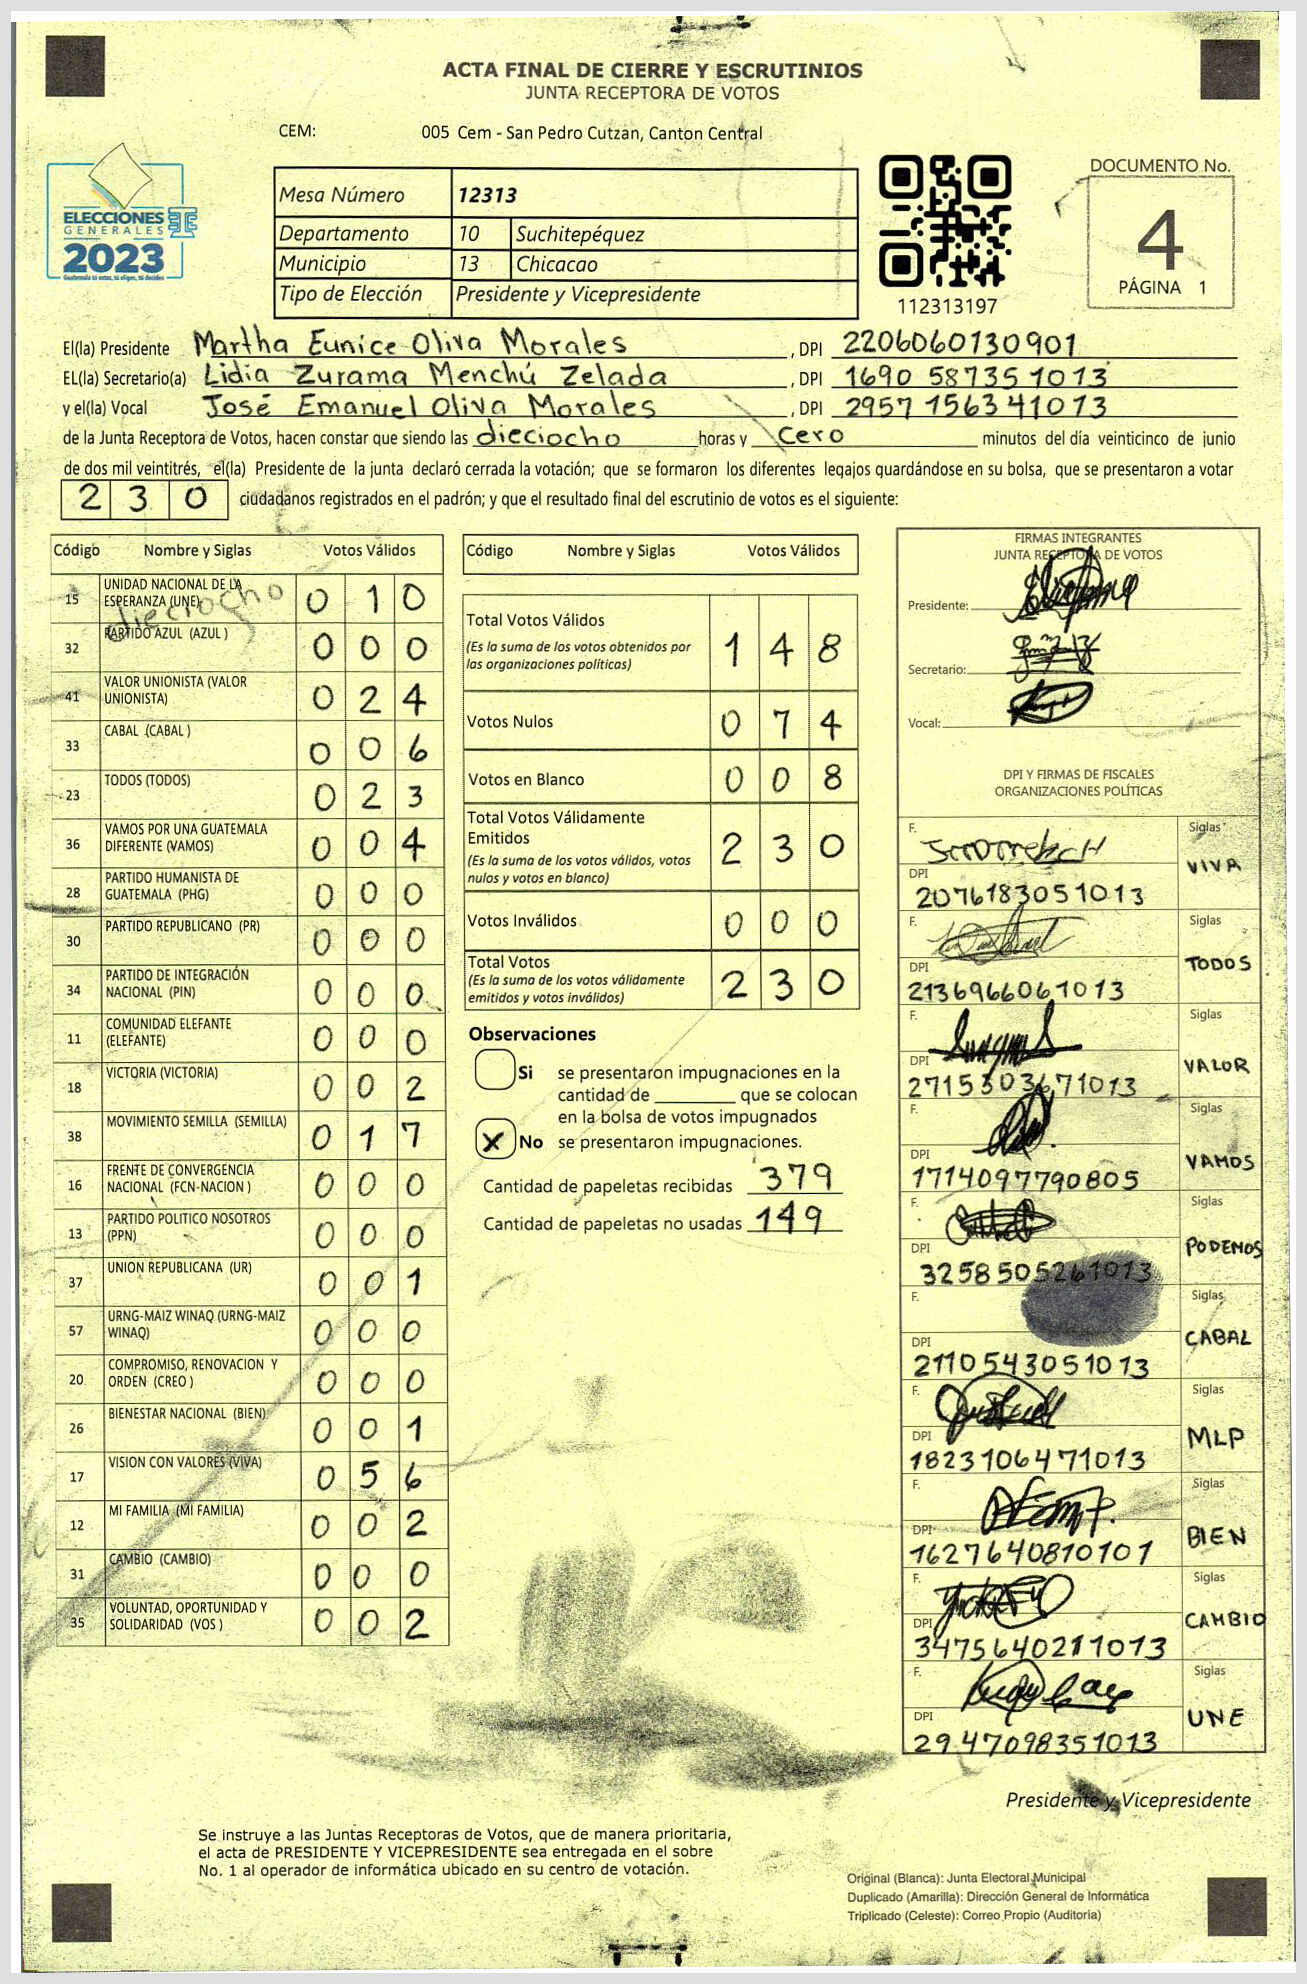 ACTA FINAL DE CIERRE Y ESCRUTINIOS
JUNTA RECEPTORA DE VOTOS
CEM: 005 Cem - San Pedro Cutzan, Canton Central
ELECCIONES
GENERALES
2023
Mesa Número 12313
Departamento 10 Suchitepéquez
Municipio 13 Chicacao
Tipo de Elección Presidente y Vicepresidente
112313197
DOCUMENTO No.
4
PÁGINA 1
El(la) Presidente Martha Eunice Oliva Morales, DPI 2206060130901
EL(la) Secretario(a) Lidia Zurama Menchú Zelada, DPI 1690 58735 1013
y el(la) Vocal José Emanuel Oliva Morales, DPI 2957 1563 41013
de la Junta Receptora de Votos, hacen constar que siendo las dieciocho horas y cero minutos del día veinticinco de junio
de dos mil veintitrés, el(la) Presidente de la junta declaró cerrada la votación; que se formaron los diferentes legajos guardándose en su bolsa, que se presentaron a votar
230 ciudadanos registrados en el padrón; y que el resultado final del escrutinio de votos es el siguiente:
Código Nombre y Siglas Votos Válidos
15 UNIDAD NACIONAL DE LA ESPERANZA (UNE) 0 1 0
dieciocho
32 PARTIDO AZUL (AZUL ) 0 0 0
41 VALOR UNIONISTA (VALOR UNIONISTA) 0 2 4
33 CABAL (CABAL ) 0 0 6
23 TODOS (TODOS) 0 2 3
36 VAMOS POR UNA GUATEMALA DIFERENTE (VAMOS) 0 0 4
28 PARTIDO HUMANISTA DE GUATEMALA (PHG) 0 0 0
30 PARTIDO REPUBLICANO (PR) 0 0 0
34 PARTIDO DE INTEGRACIÓN NACIONAL (PIN) 0 0 0
11 COMUNIDAD ELEFANTE (ELEFANTE) 0 0 0
18 VICTORIA (VICTORIA) 0 0 2
38 MOVIMIENTO SEMILLA (SEMILLA) 0 1 7
16 FRENTE DE CONVERGENCIA NACIONAL (FCN-NACION ) 0 0 0
13 PARTIDO POLITICO NOSOTROS (PPN) 0 0 0
37 UNION REPUBLICANA (UR) 0 0 1
57 URNG-MAIZ WINAQ (URNG-MAIZ WINAQ) 0 0 0
20 COMPROMISO, RENOVACION Y ORDEN (CREO ) 0 0 0
26 BIENESTAR NACIONAL (BIEN) 0 0 1
17 VISION CON VALORES (VIVA) 0 5 6
12 MI FAMILIA (MI FAMILIA) 0 0 2
31 CAMBIO (CAMBIO) 0 0 0
35 VOLUNTAD, OPORTUNIDAD Y SOLIDARIDAD (VOS ) 0 0 2
Código Nombre y Siglas Votos Válidos
Total Votos Válidos 1 4 8
(Es la suma de los votos obtenidos por
las organizaciones políticas)
Votos Nulos 0 7 4
Votos en Blanco 0 0 8
Total Votos Válidamente
Emitidos 2 3 0
(Es la suma de los votos válidos, votos
nulos y votos en blanco)
Votos Inválidos 0 0 0
Total Votos 2 3 0
(Es la suma de los votos válidamente
emitidos y votos inválidos)
Observaciones
Si se presentaron impugnaciones en la
cantidad de ________ que se colocan
en la bolsa de votos impugnados
X No se presentaron impugnaciones.
Cantidad de papeletas recibidas 379
Cantidad de papeletas no usadas 149
FIRMAS INTEGRANTES
JUNTA RECEPTORA DE VOTOS
Presidente:
Secretario:
Vocal:
DPI Y FIRMAS DE FISCALES
ORGANIZACIONES POLÍTICAS
F. Siglas VIVA
DPI 2076183051013
F. Siglas TODOS
DPI 2136966061013
F. Siglas VALOR
DPI 2715303671013
F. Siglas VAMOS
DPI 1714097790805
F. Siglas PODEMOS
DPI 3258505261013
F. Siglas CABAL
DPI 2110543051013
F. Siglas MLP
DPI 1823106471013
F. Siglas BIEN
DPI 1627640810101
F. Siglas CAMBIO
DPI 3475640211013
F. Siglas UNE
DPI 2947098351013
Presidente y Vicepresidente
Se instruye a las Juntas Receptoras de Votos, que de manera prioritaria,
el acta de PRESIDENTE Y VICEPRESIDENTE sea entregada en el sobre
No. 1 al operador de informática ubicado en su centro de votación.
Original (Blanca): Junta Electoral Municipal
Duplicado (Amarilla): Dirección General de Informática
Triplicado (Celeste): Correo Propio (Auditoria)